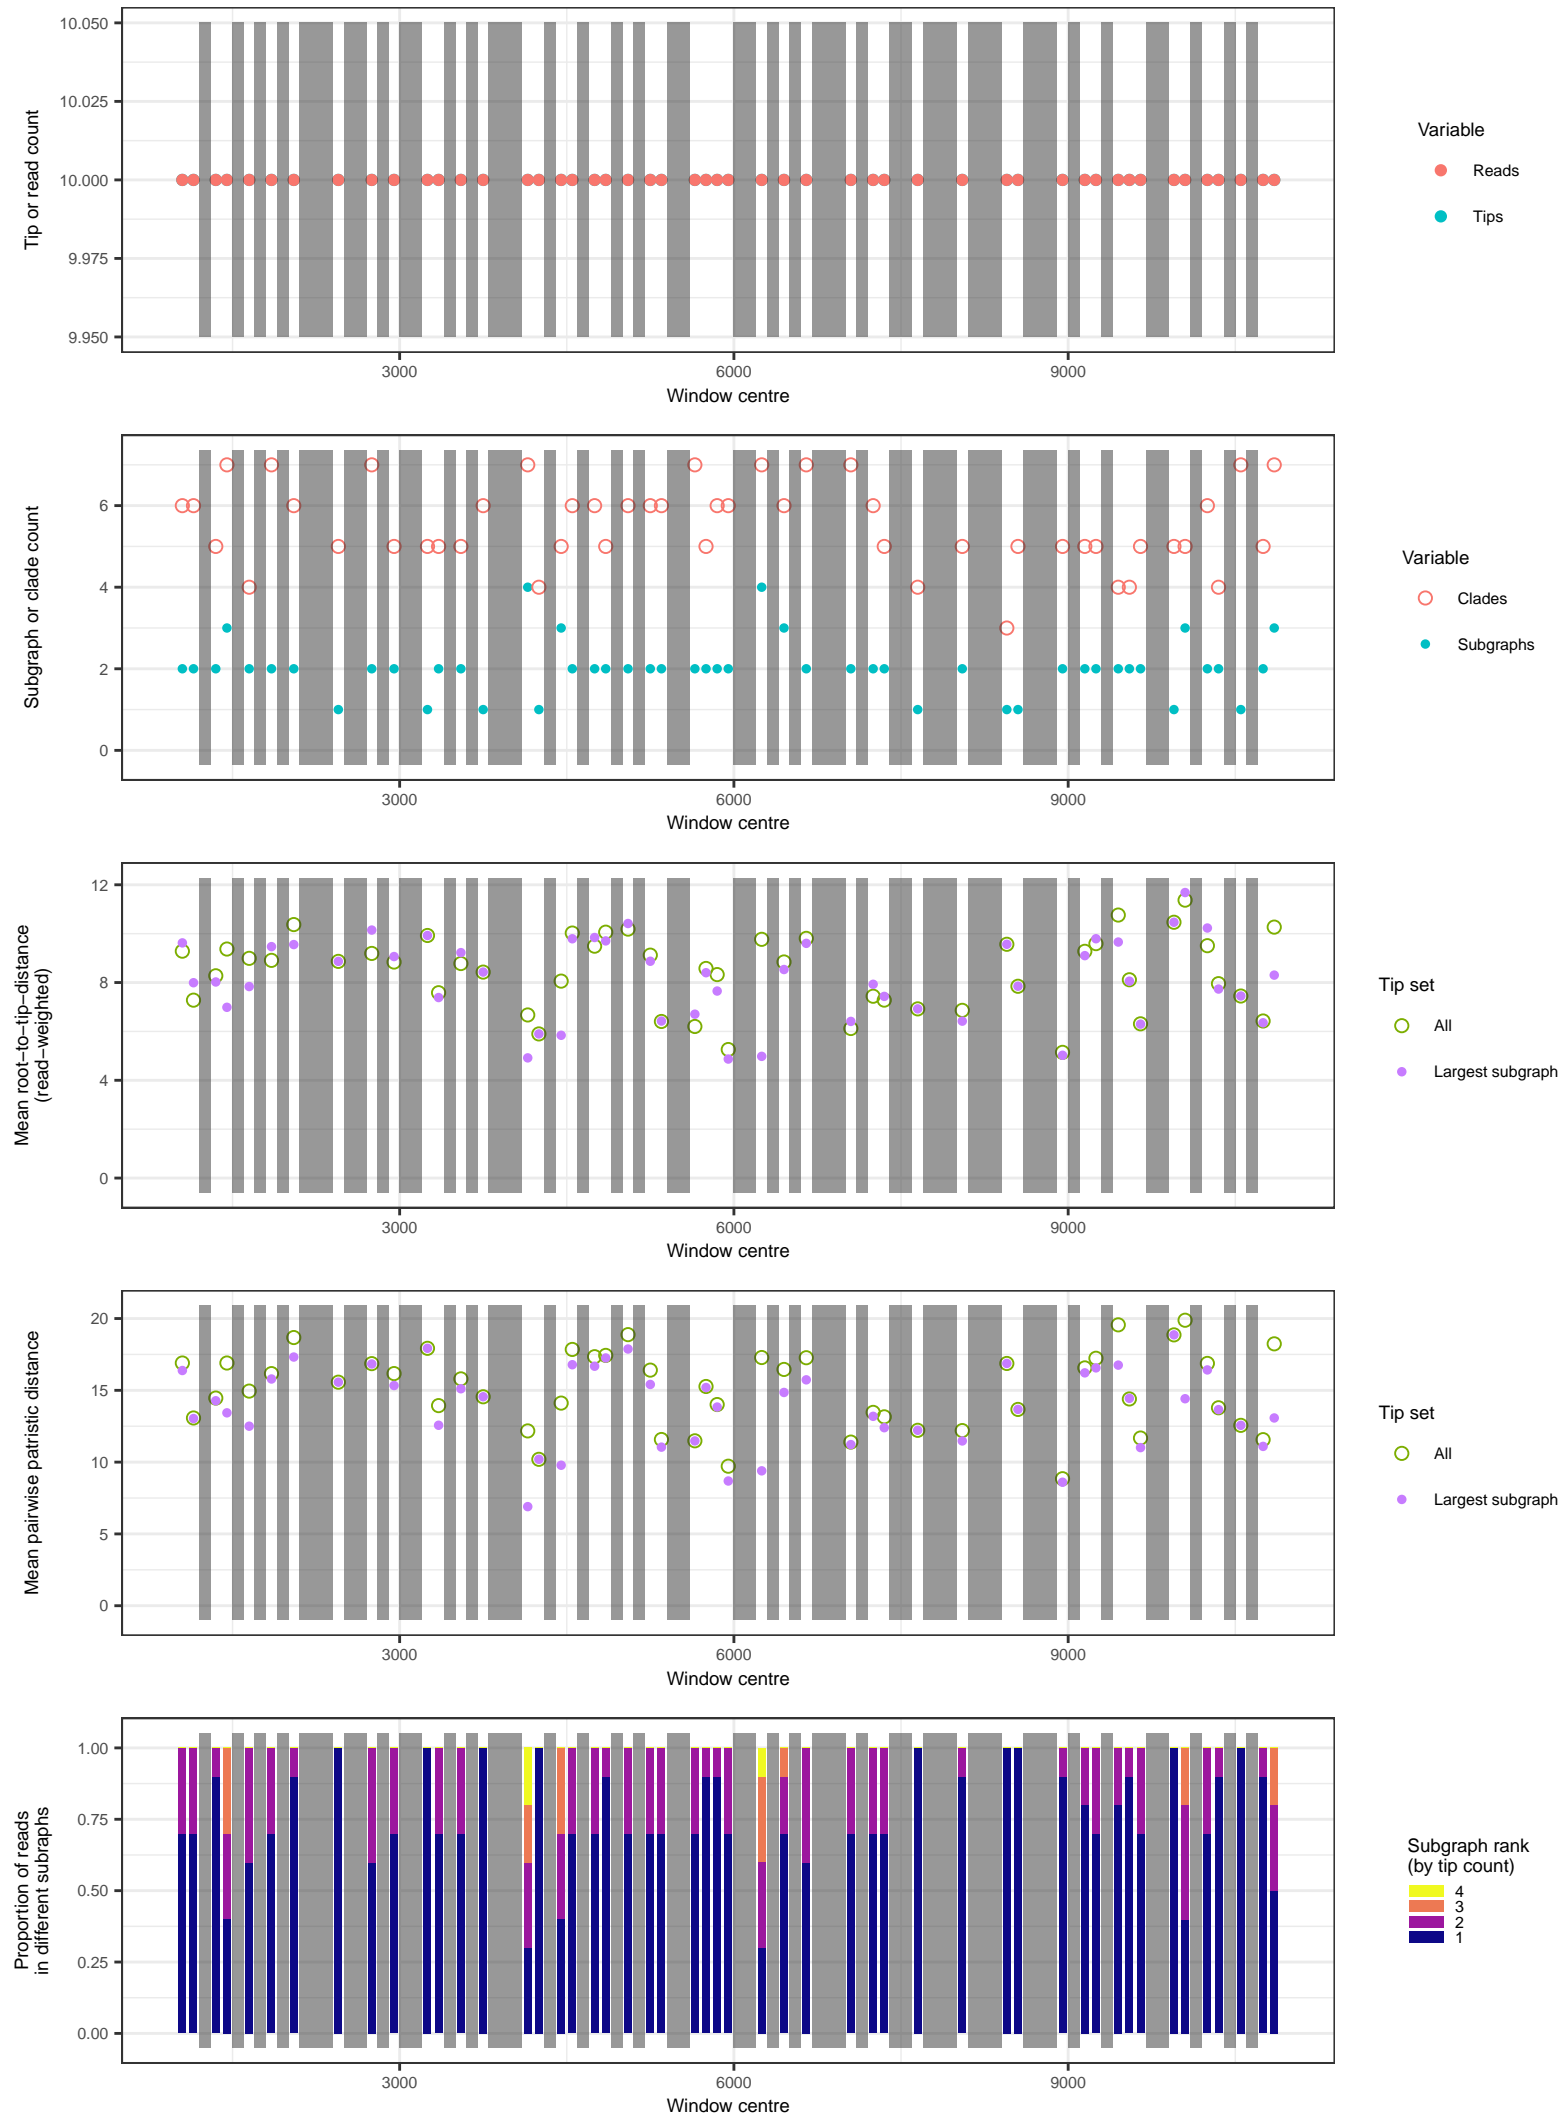 10.050
10.025
10.000
9.975
9.950
Tip or read count
3000
6000
9000
Window centre
Variable
Reads
Tips
6
4
2
0
Subgraph or clade count
3000
6000
9000
Window centre
Variable
Clades
Subgraphs
12
8
4
0
Mean root−to−tip−distance
(read−weighted)
3000
6000
9000
Window centre
Tip set
All
Largest subgraph
20
15
10
5
0
Mean pairwise patristic distance
3000
6000
9000
Window centre
Tip set
All
Largest subgraph
1.00
0.75
0.50
0.25
0.00
Proportion of reads
in different subraphs
3000
6000
9000
Window centre
Subgraph rank
(by tip count)
4
3
2
1